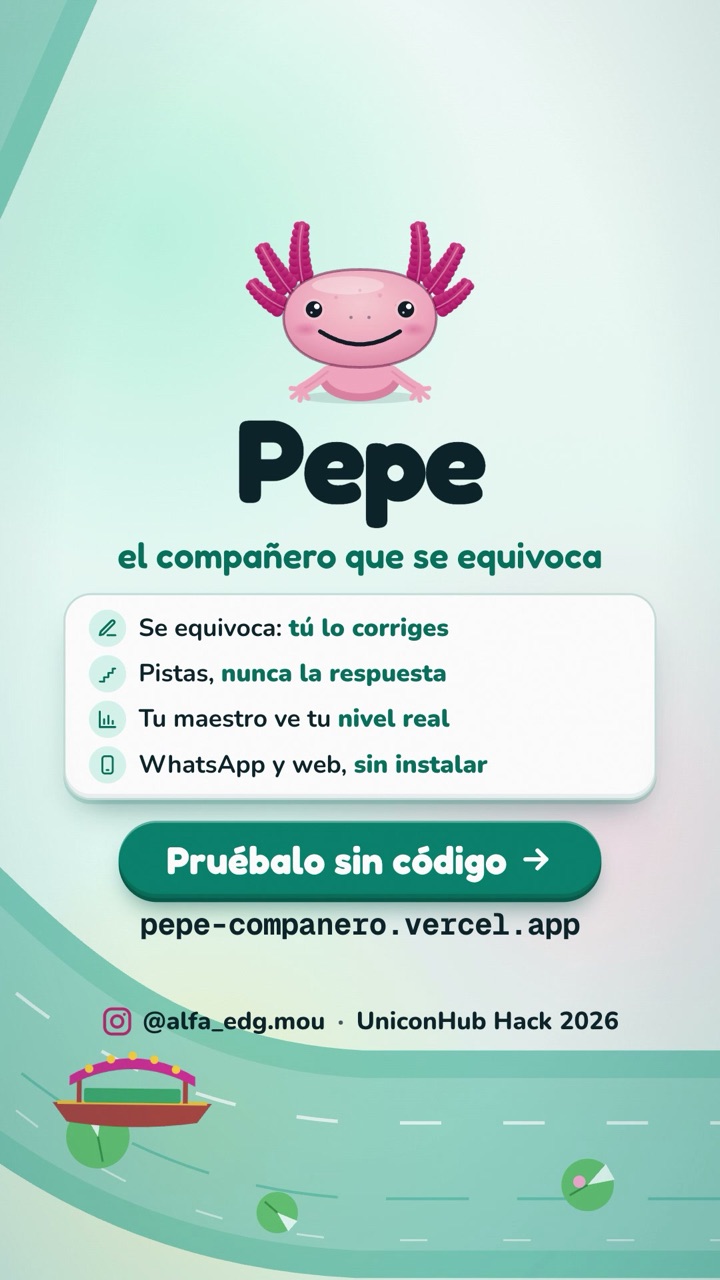 Pepe
el compañero que se equivoca
Se equivoca: tú lo corriges
Pistas, nunca la respuesta
Tu maestro ve tu nivel real
WhatsApp y web, sin instalar
Pruébalo sin código →
pepe-companero.vercel.app
@alfa_edg.mou · UniconHub Hack 2026